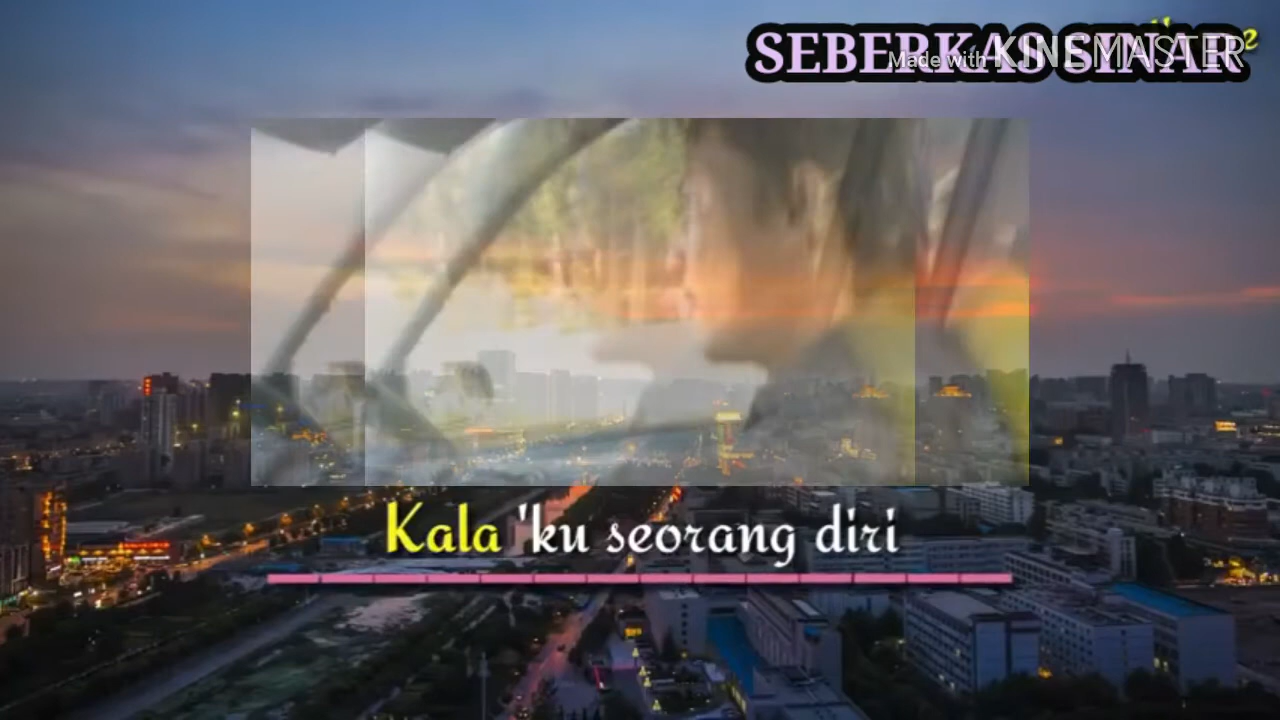 SEBERKAS SINAR
Made with KINEMASTER
Kala 'ku seorang diri